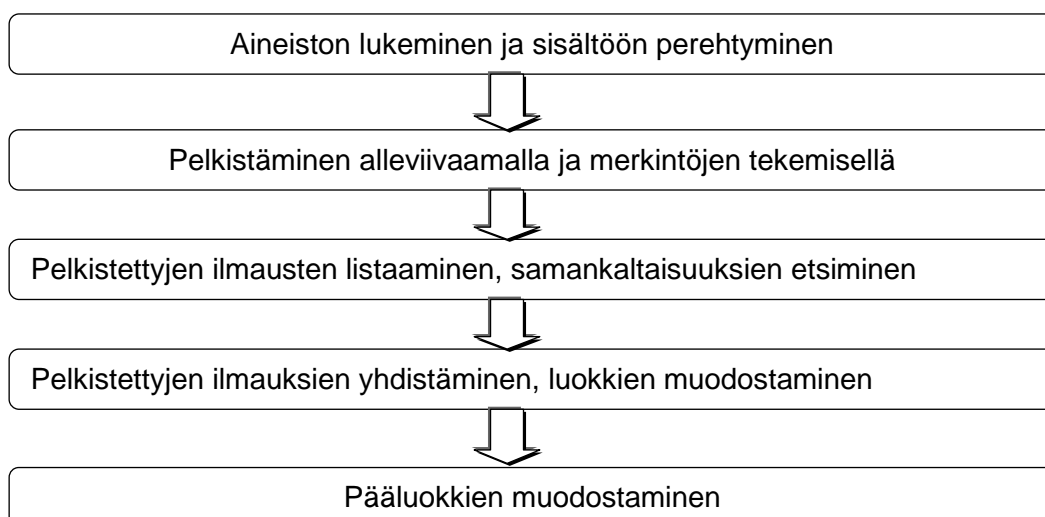 Aineiston lukeminen ja sisältöön perehtyminen
Pelkistäminen alleviivaamalla ja merkintöjen tekemisellä
Pelkistettyjen ilmausten listaaminen, samankaltaisuuksien etsiminen
Pelkistettyjen ilmauksien yhdistäminen, luokkien muodostaminen
Pääluokkien muodostaminen